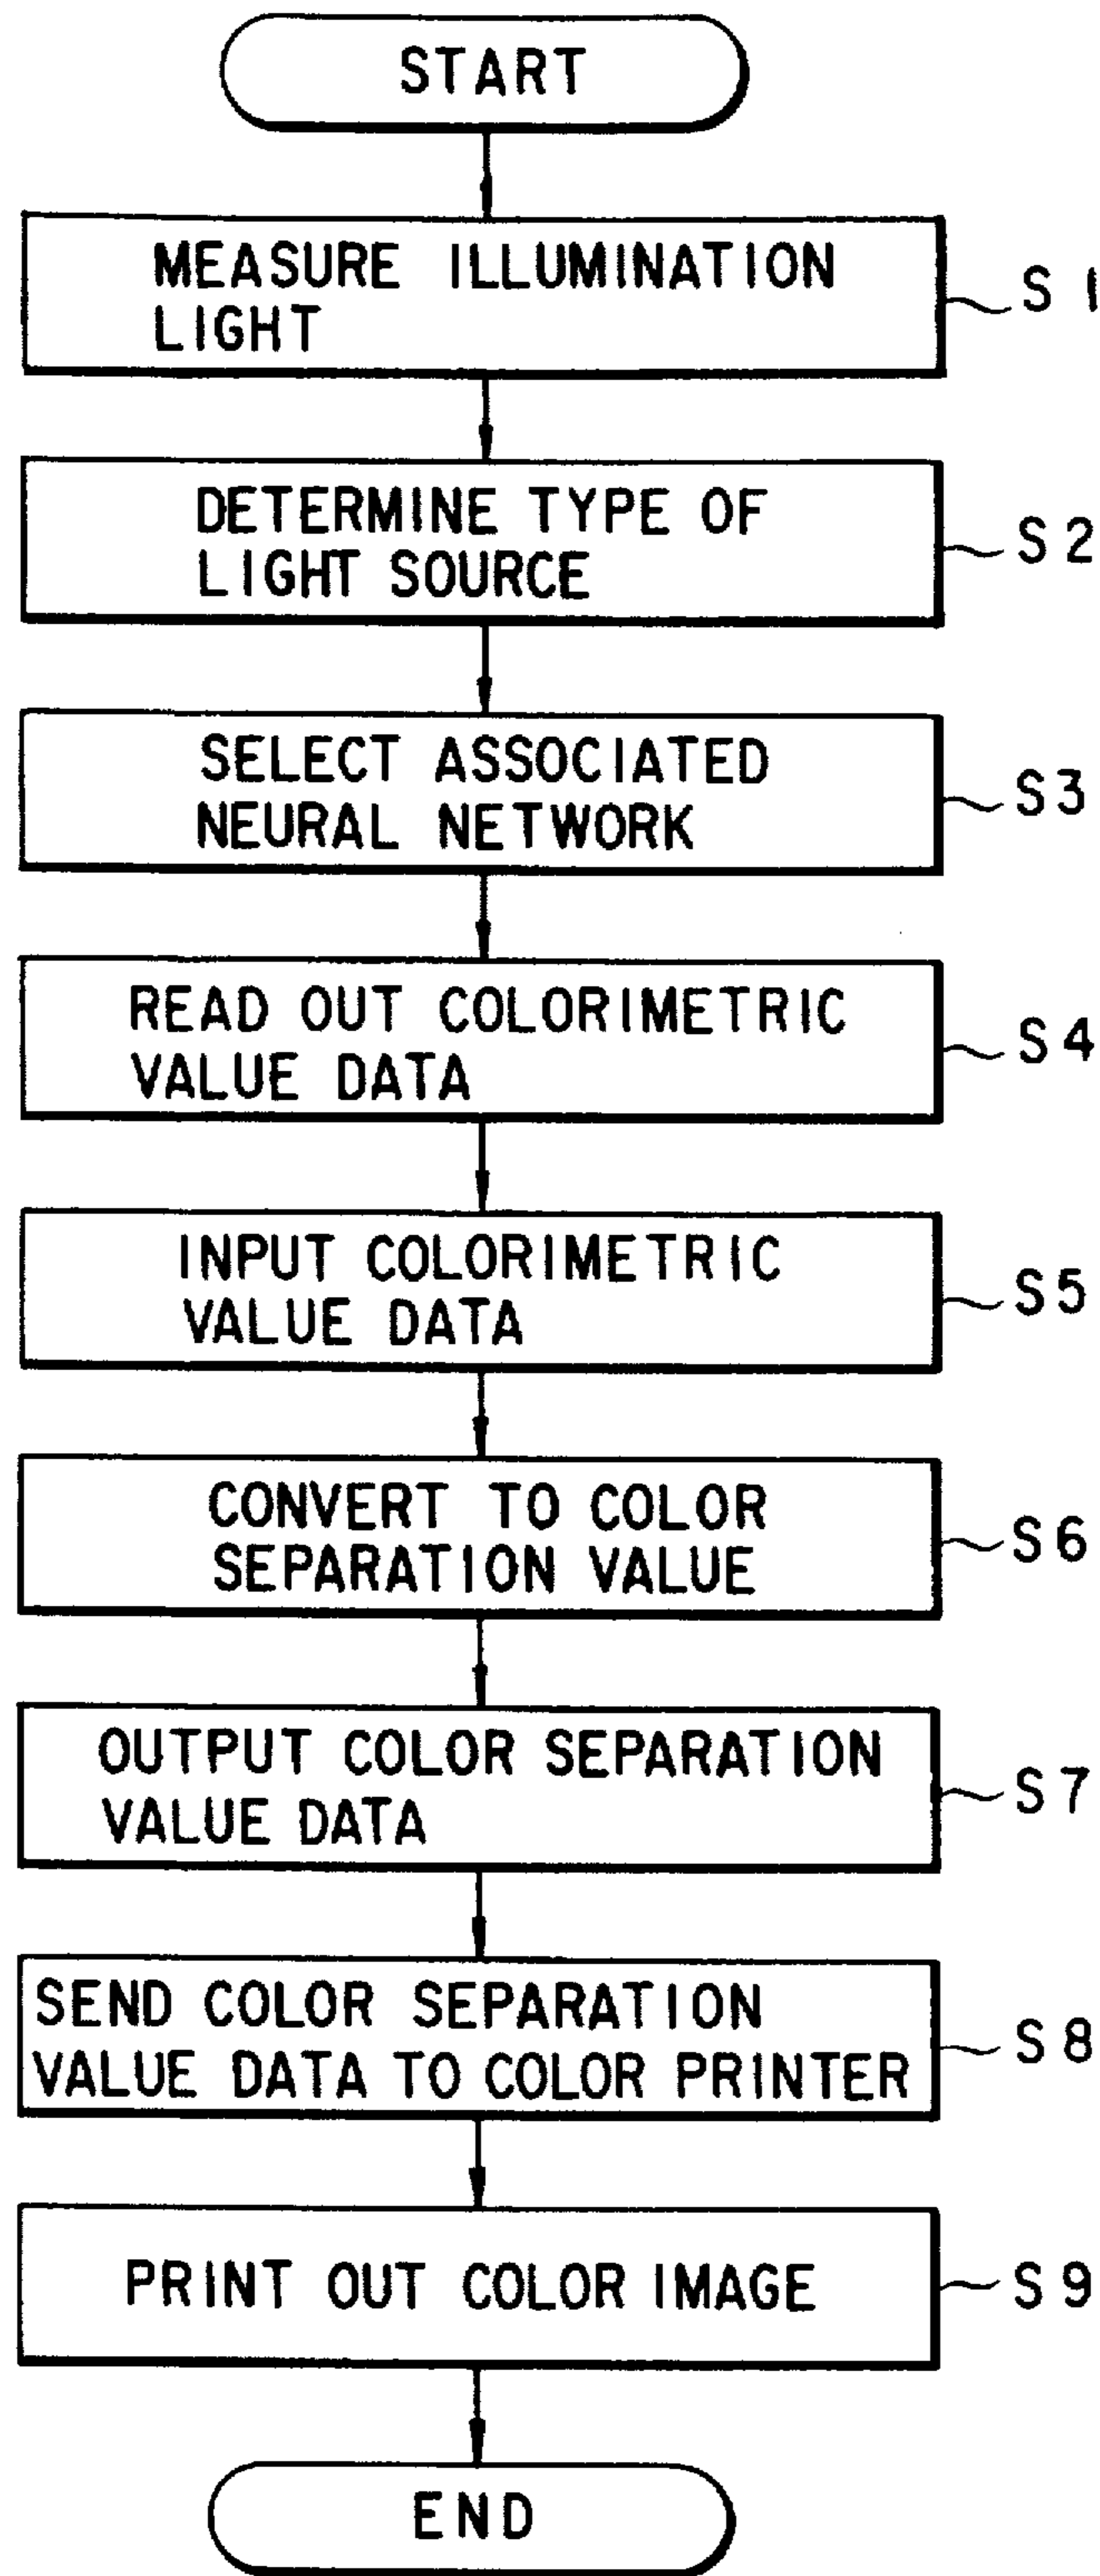 START
MEASURE ILLUMINATION
LIGHT
S1
DETERMINE TYPE OF
LIGHT SOURCE
S2
SELECT ASSOCIATED
NEURAL NETWORK
S3
READ OUT COLORIMETRIC
VALUE DATA
S4
INPUT COLORIMETRIC
VALUE DATA
S5
CONVERT TO COLOR
SEPARATION VALUE
S6
OUTPUT COLOR SEPARATION
VALUE DATA
S7
SEND COLOR SEPARATION
VALUE DATA TO COLOR PRINTER
S8
PRINT OUT COLOR IMAGE
S9
END